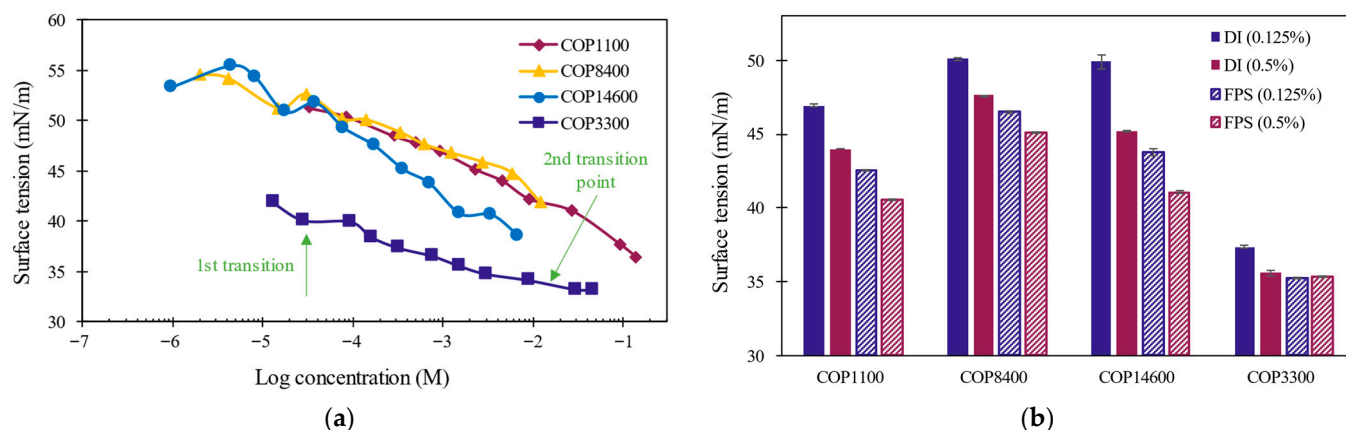 60
55
50
45
40
35
30
Surface tension (mN/m)
−7
−6
−5
−4
−3
−2
−1
Log concentration (M)
COP1100
COP8400
COP14600
COP3300
2nd transition
point
1st transition
(a)
50
45
40
35
30
Surface tension (mN/m)
DI (0.125%)
DI (0.5%)
FPS (0.125%)
FPS (0.5%)
COP1100
COP8400
COP14600
COP3300
(b)